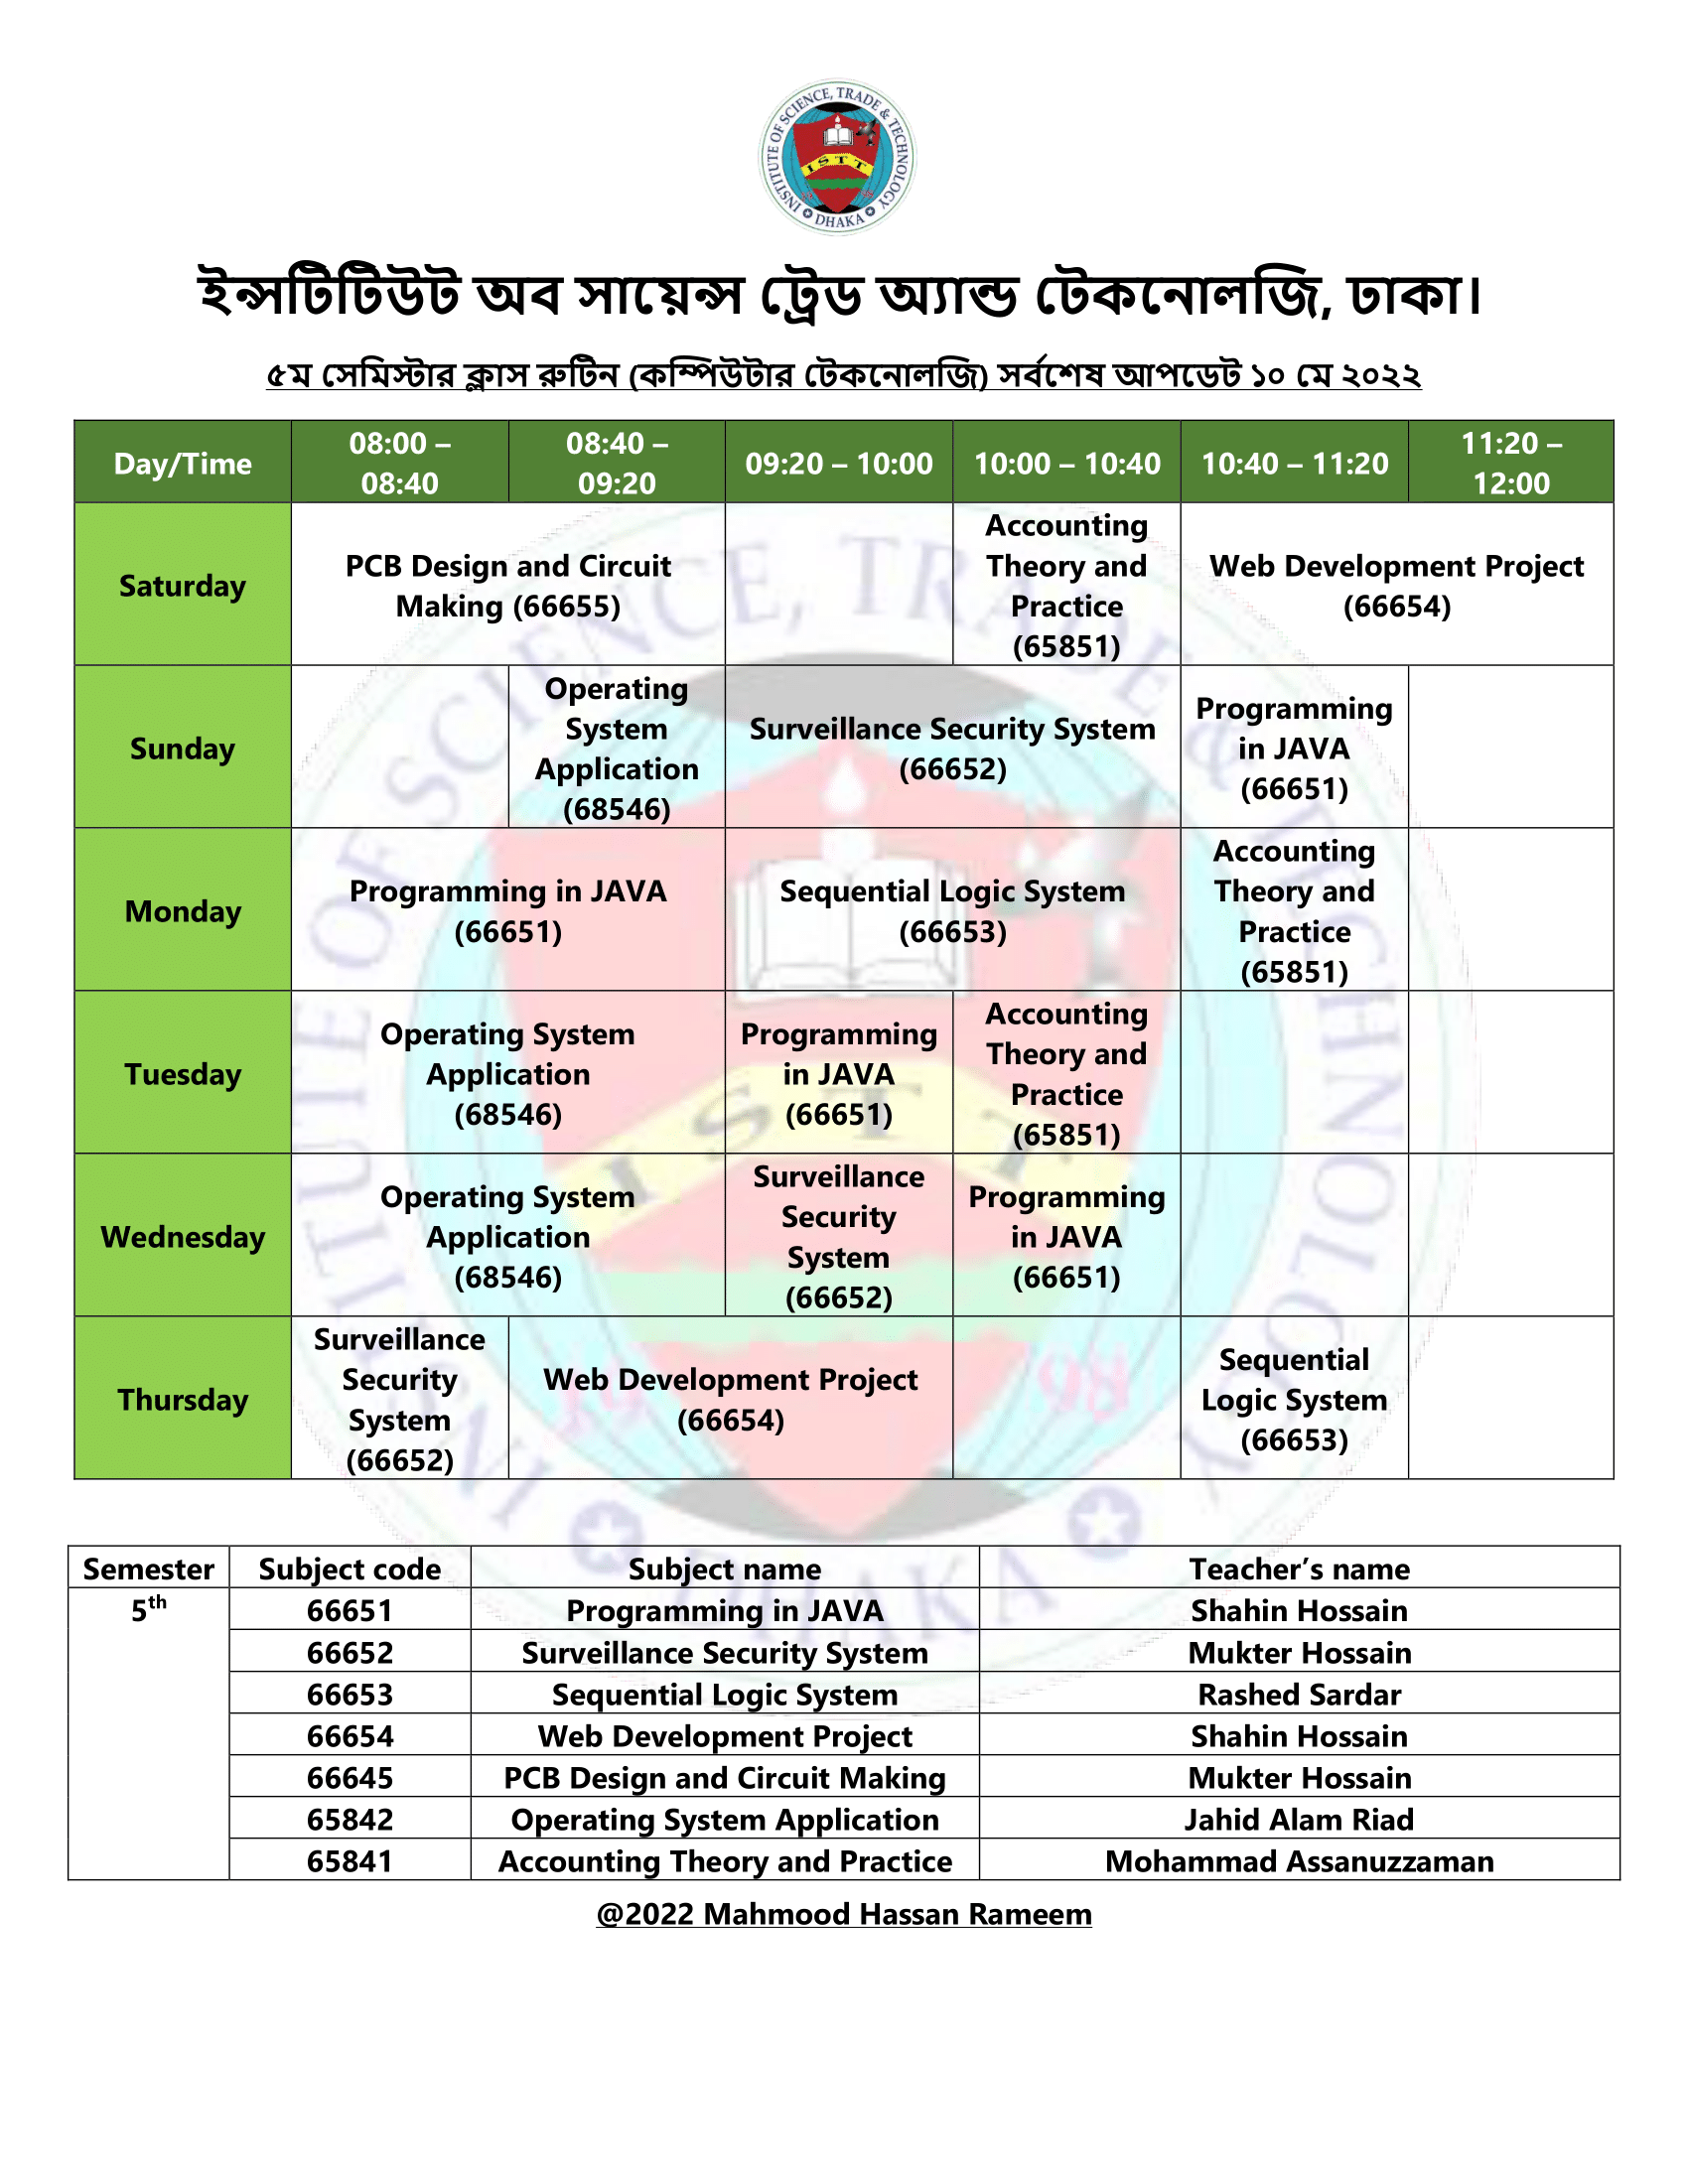 INSTITUTE OF SCIENCE, TRADE & TECHNOLOGY
ISTT
DHAKA
ইন্সটিটিউট অব সায়েন্স ট্রেড অ্যান্ড টেকনোলজি, ঢাকা।
৫ম সেমিস্টার ক্লাস রুটিন (কম্পিউটার টেকনোলজি) সর্বশেষ আপডেট ১০ মে ২০২২
Day/Time 08:00 – 08:40 08:40 – 09:20 09:20 – 10:00 10:00 – 10:40 10:40 – 11:20 11:20 – 12:00
Saturday PCB Design and Circuit Making (66655) Accounting Theory and Practice (65851) Web Development Project (66654)
Sunday Operating System Application (68546) Surveillance Security System (66652) Programming in JAVA (66651)
Monday Programming in JAVA (66651) Sequential Logic System (66653) Accounting Theory and Practice (65851)
Tuesday Operating System Application (68546) Programming in JAVA (66651) Accounting Theory and Practice (65851)
Wednesday Operating System Application (68546) Surveillance Security System (66652) Programming in JAVA (66651)
Thursday Surveillance Security System (66652) Web Development Project (66654) Sequential Logic System (66653)
Semester Subject code Subject name Teacher’s name
5th 66651 Programming in JAVA Shahin Hossain
66652 Surveillance Security System Mukter Hossain
66653 Sequential Logic System Rashed Sardar
66654 Web Development Project Shahin Hossain
66645 PCB Design and Circuit Making Mukter Hossain
65842 Operating System Application Jahid Alam Riad
65841 Accounting Theory and Practice Mohammad Assanuzzaman
@2022 Mahmood Hassan Rameem